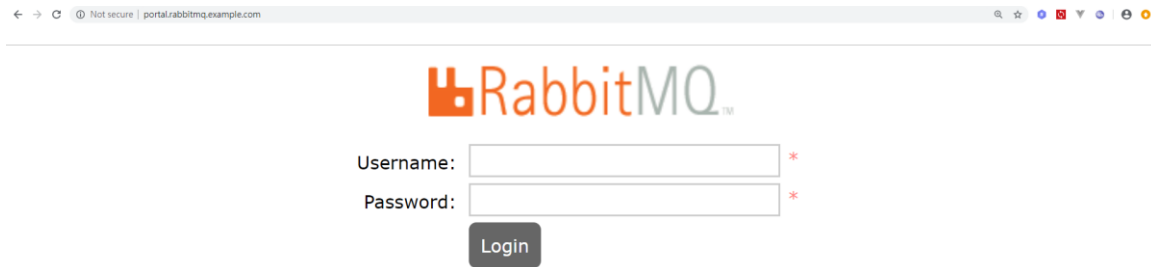 Not secure | portal.rabbitmq.example.com
RabbitMQ™
Username: *
Password: *
Login